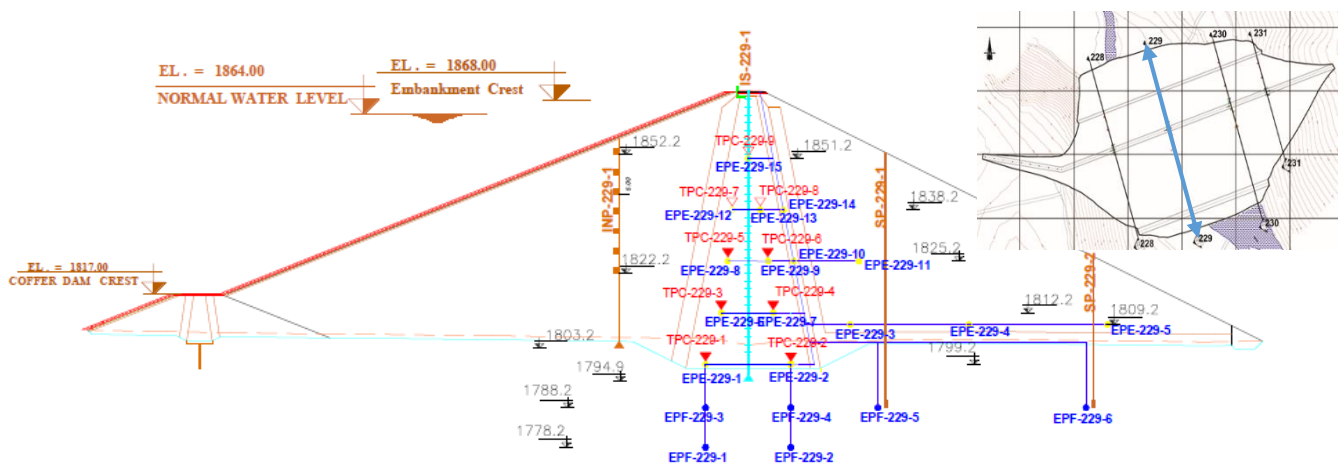 EL . = 1864.00
NORMAL WATER LEVEL
EL . = 1868.00
Embankment Crest
IS-229-1
EL . = 1817.00
COFFER DAM CREST
1852.2
INP-229-1
1822.2
TPC-229-9
EPE-229-15
1851.2
TPC-229-7
TPC-229-8
EPE-229-14
EPE-229-12
EPE-229-13
1838.2
SP-229-1
TPC-229-5
TPC-229-6
EPE-229-10
EPE-229-8
EPE-229-9
EPE-229-11
1825.2
TPC-229-3
TPC-229-4
EPE-229-6
EPE-229-7
EPE-229-3
EPE-229-4
EPE-229-5
1812.2
1809.2
SP-229-2
1803.2
TPC-229-1
TPC-229-2
1799.2
1794.9
EPE-229-1
EPE-229-2
1788.2
EPF-229-3
EPF-229-4
EPF-229-5
EPF-229-6
1778.2
EPF-229-1
EPF-229-2
228
229
230
231
231
230
228
229